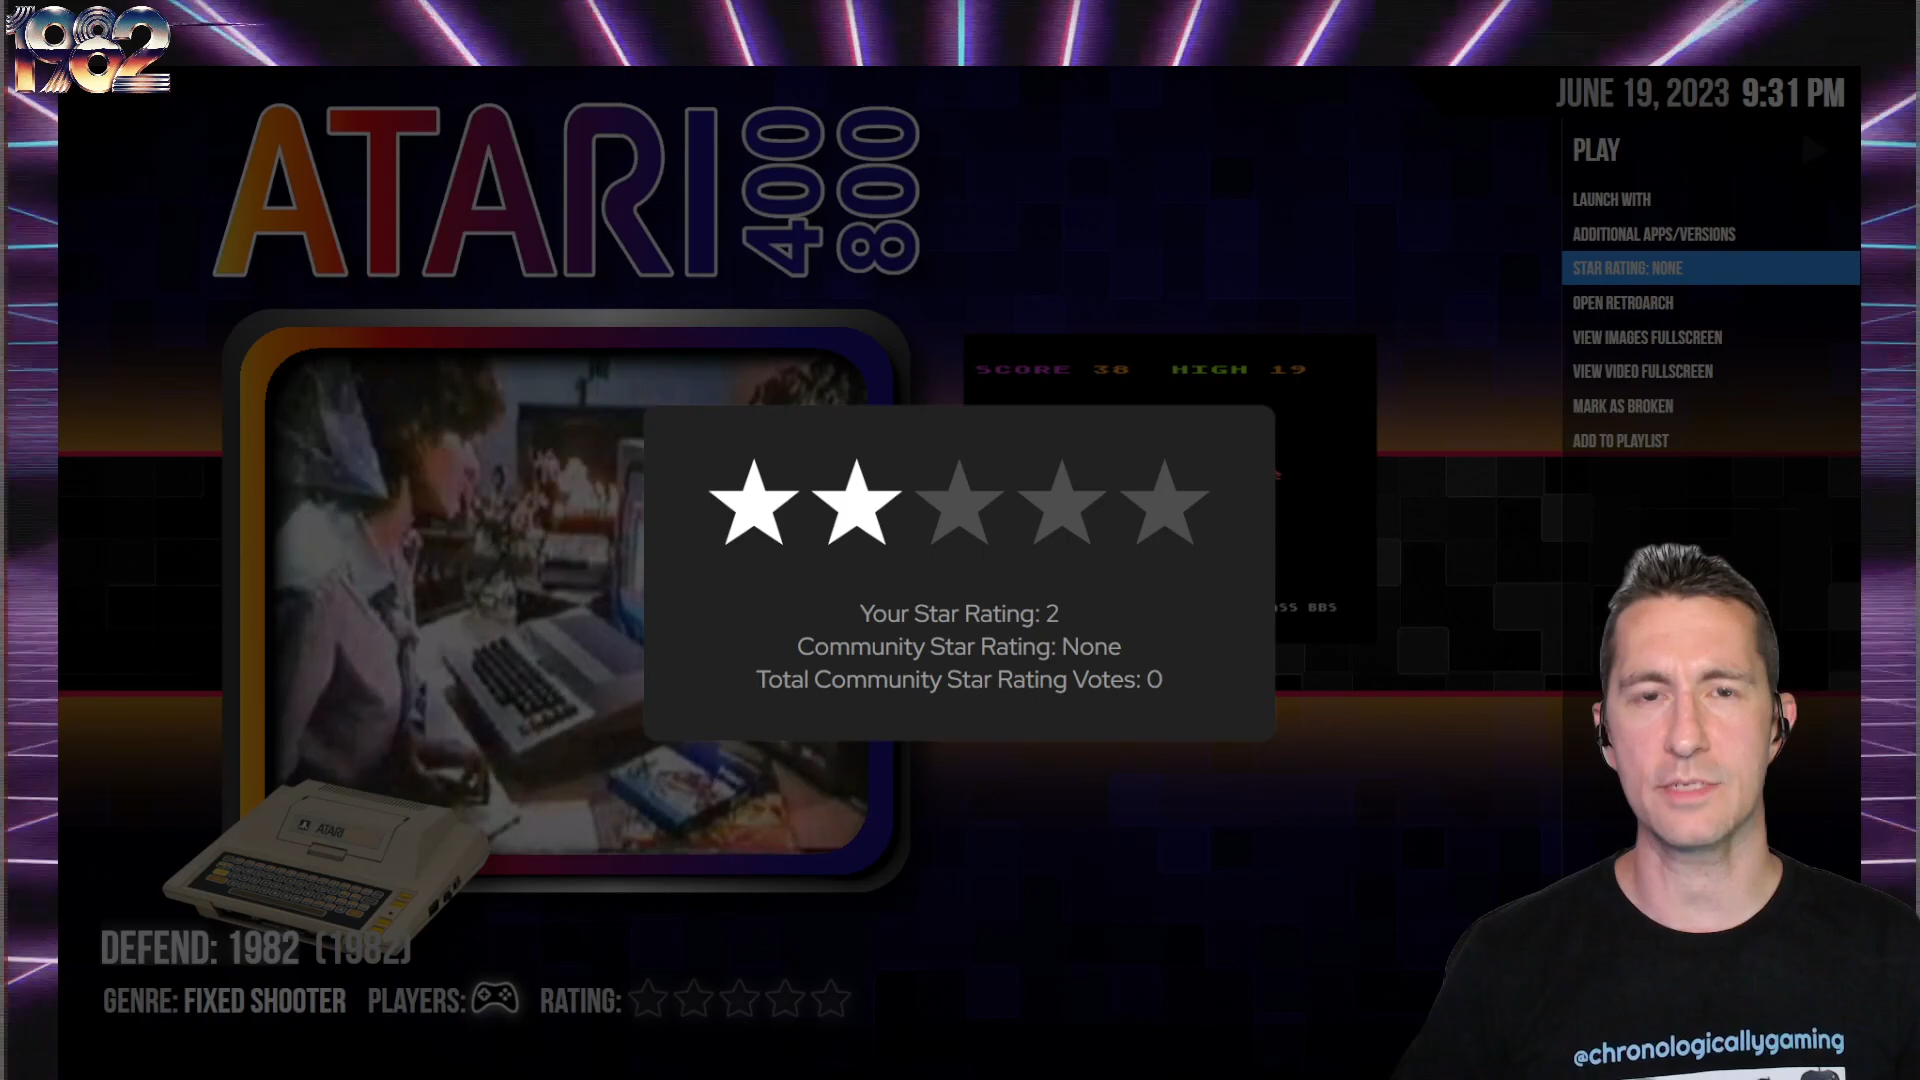 1982
1982
JUNE 19, 2023 9:31 PM
ATARI 400 800
PLAY
LAUNCH WITH
ADDITIONAL APPS/VERSIONS
STAR RATING: NONE
OPEN RETROARCH
VIEW IMAGES FULLSCREEN
VIEW VIDEO FULLSCREEN
MARK AS BROKEN
ADD TO PLAYLIST
SCORE 38 HIGH 19
BBS
Your Star Rating: 2
Community Star Rating: None
Total Community Star Rating Votes: 0
ATARI
DEFEND: 1982 (1982)
GENRE: FIXED SHOOTER PLAYERS: RATING:
@chronologicallygaming